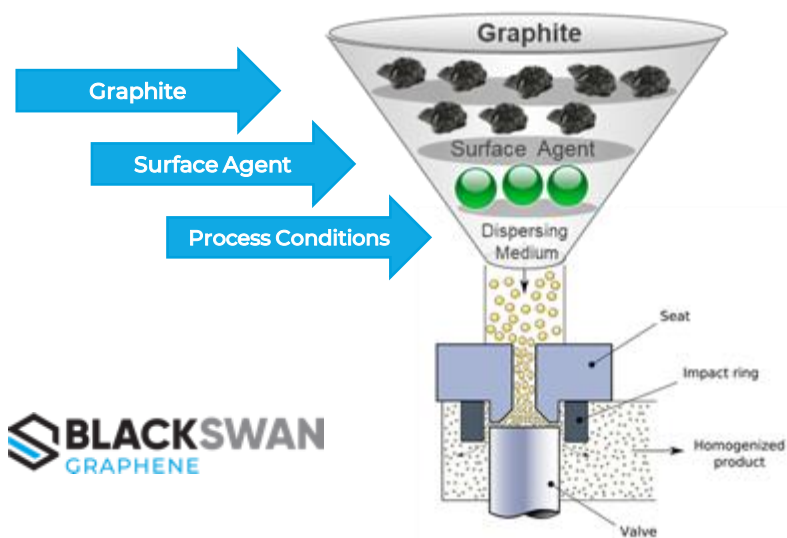 Graphite
Graphite
Surface Agent
Surface Agent
Process Conditions
Dispersing
Medium
Seat
Impact ring
Homogenized
product
Valve
BLACKSWAN
GRAPHENE